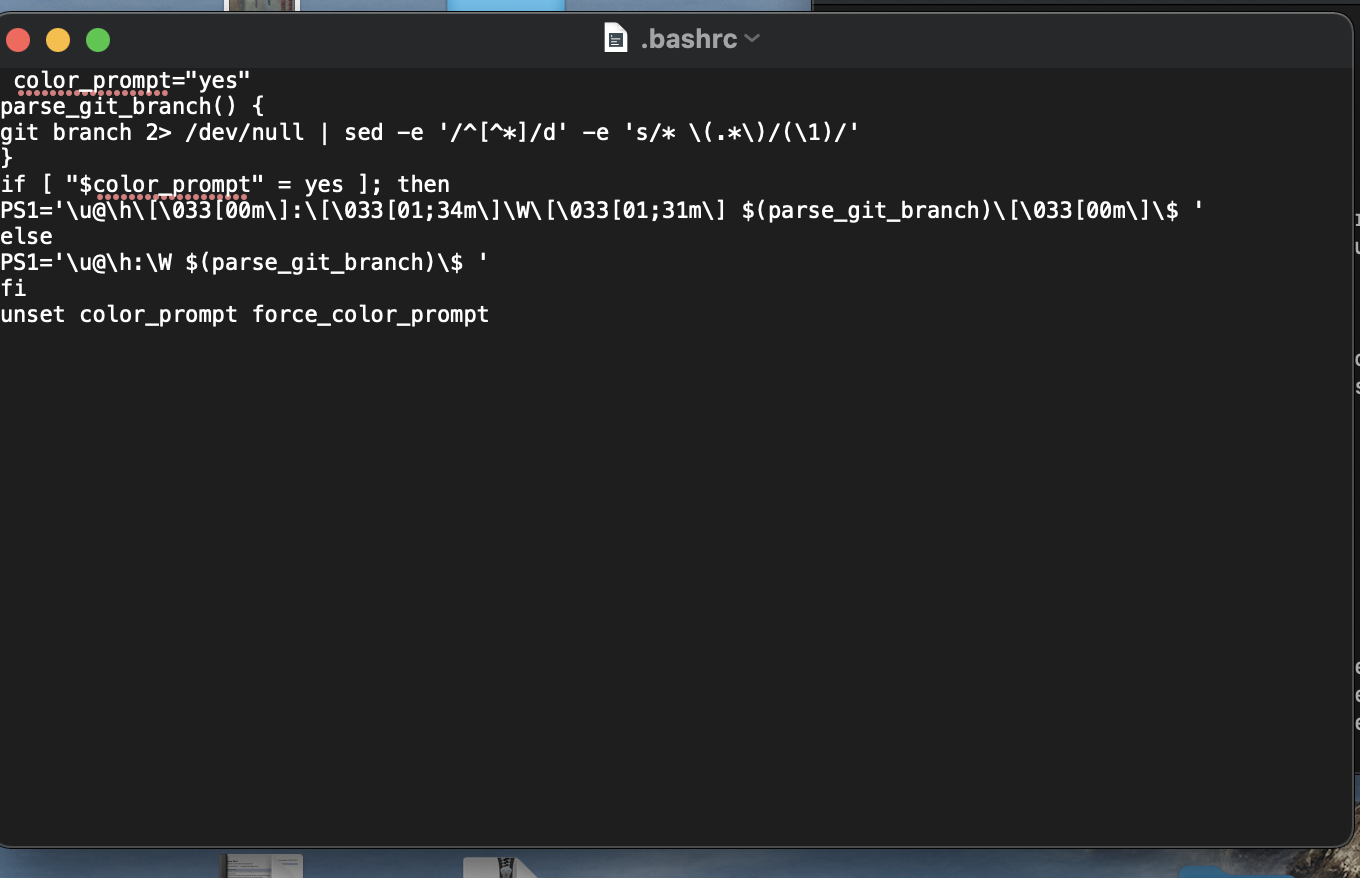 .bashrc
color_prompt="yes"
parse_git_branch() {
git branch 2> /dev/null | sed -e '/^[^*]/d' -e 's/* \(.*\)/(\1)/'
}
if [ "$color_prompt" = yes ]; then
PS1='\u@\h\[\033[00m\]:\[\033[01;34m\]\W\[\033[01;31m\] $(parse_git_branch)\[\033[00m\]\$ '
else
PS1='\u@\h:\W $(parse_git_branch)\$ '
fi
unset color_prompt force_color_prompt